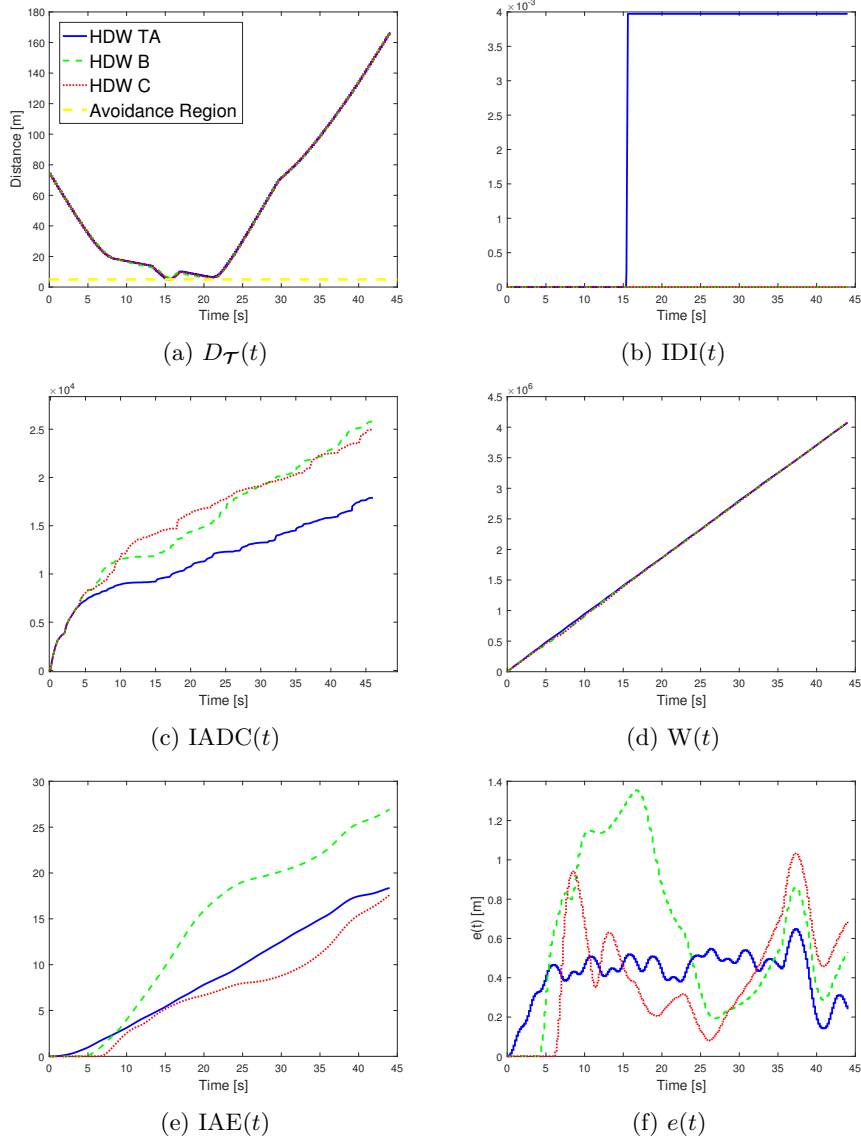 180
160
140
120
100
80
60
40
20
0
Distance [m]
HDW TA
HDW B
HDW C
Avoidance Region
0 5 10 15 20 25 30 35 40 45
Time [s]
(a) D𝓣(t)
×10⁻³
4
3.5
3
2.5
2
1.5
1
0.5
0
0 5 10 15 20 25 30 35 40 45
Time [s]
(b) IDI(t)
×10⁴
2.5
2
1.5
1
0.5
0
0 5 10 15 20 25 30 35 40 45
Time [s]
(c) IADC(t)
×10⁶
4.5
4
3.5
3
2.5
2
1.5
1
0.5
0
0 5 10 15 20 25 30 35 40 45
Time [s]
(d) W(t)
30
25
20
15
10
5
0
0 5 10 15 20 25 30 35 40 45
Time [s]
(e) IAE(t)
1.4
1.2
1
0.8
0.6
0.4
0.2
0
e(t) [m]
0 5 10 15 20 25 30 35 40 45
Time [s]
(f) e(t)